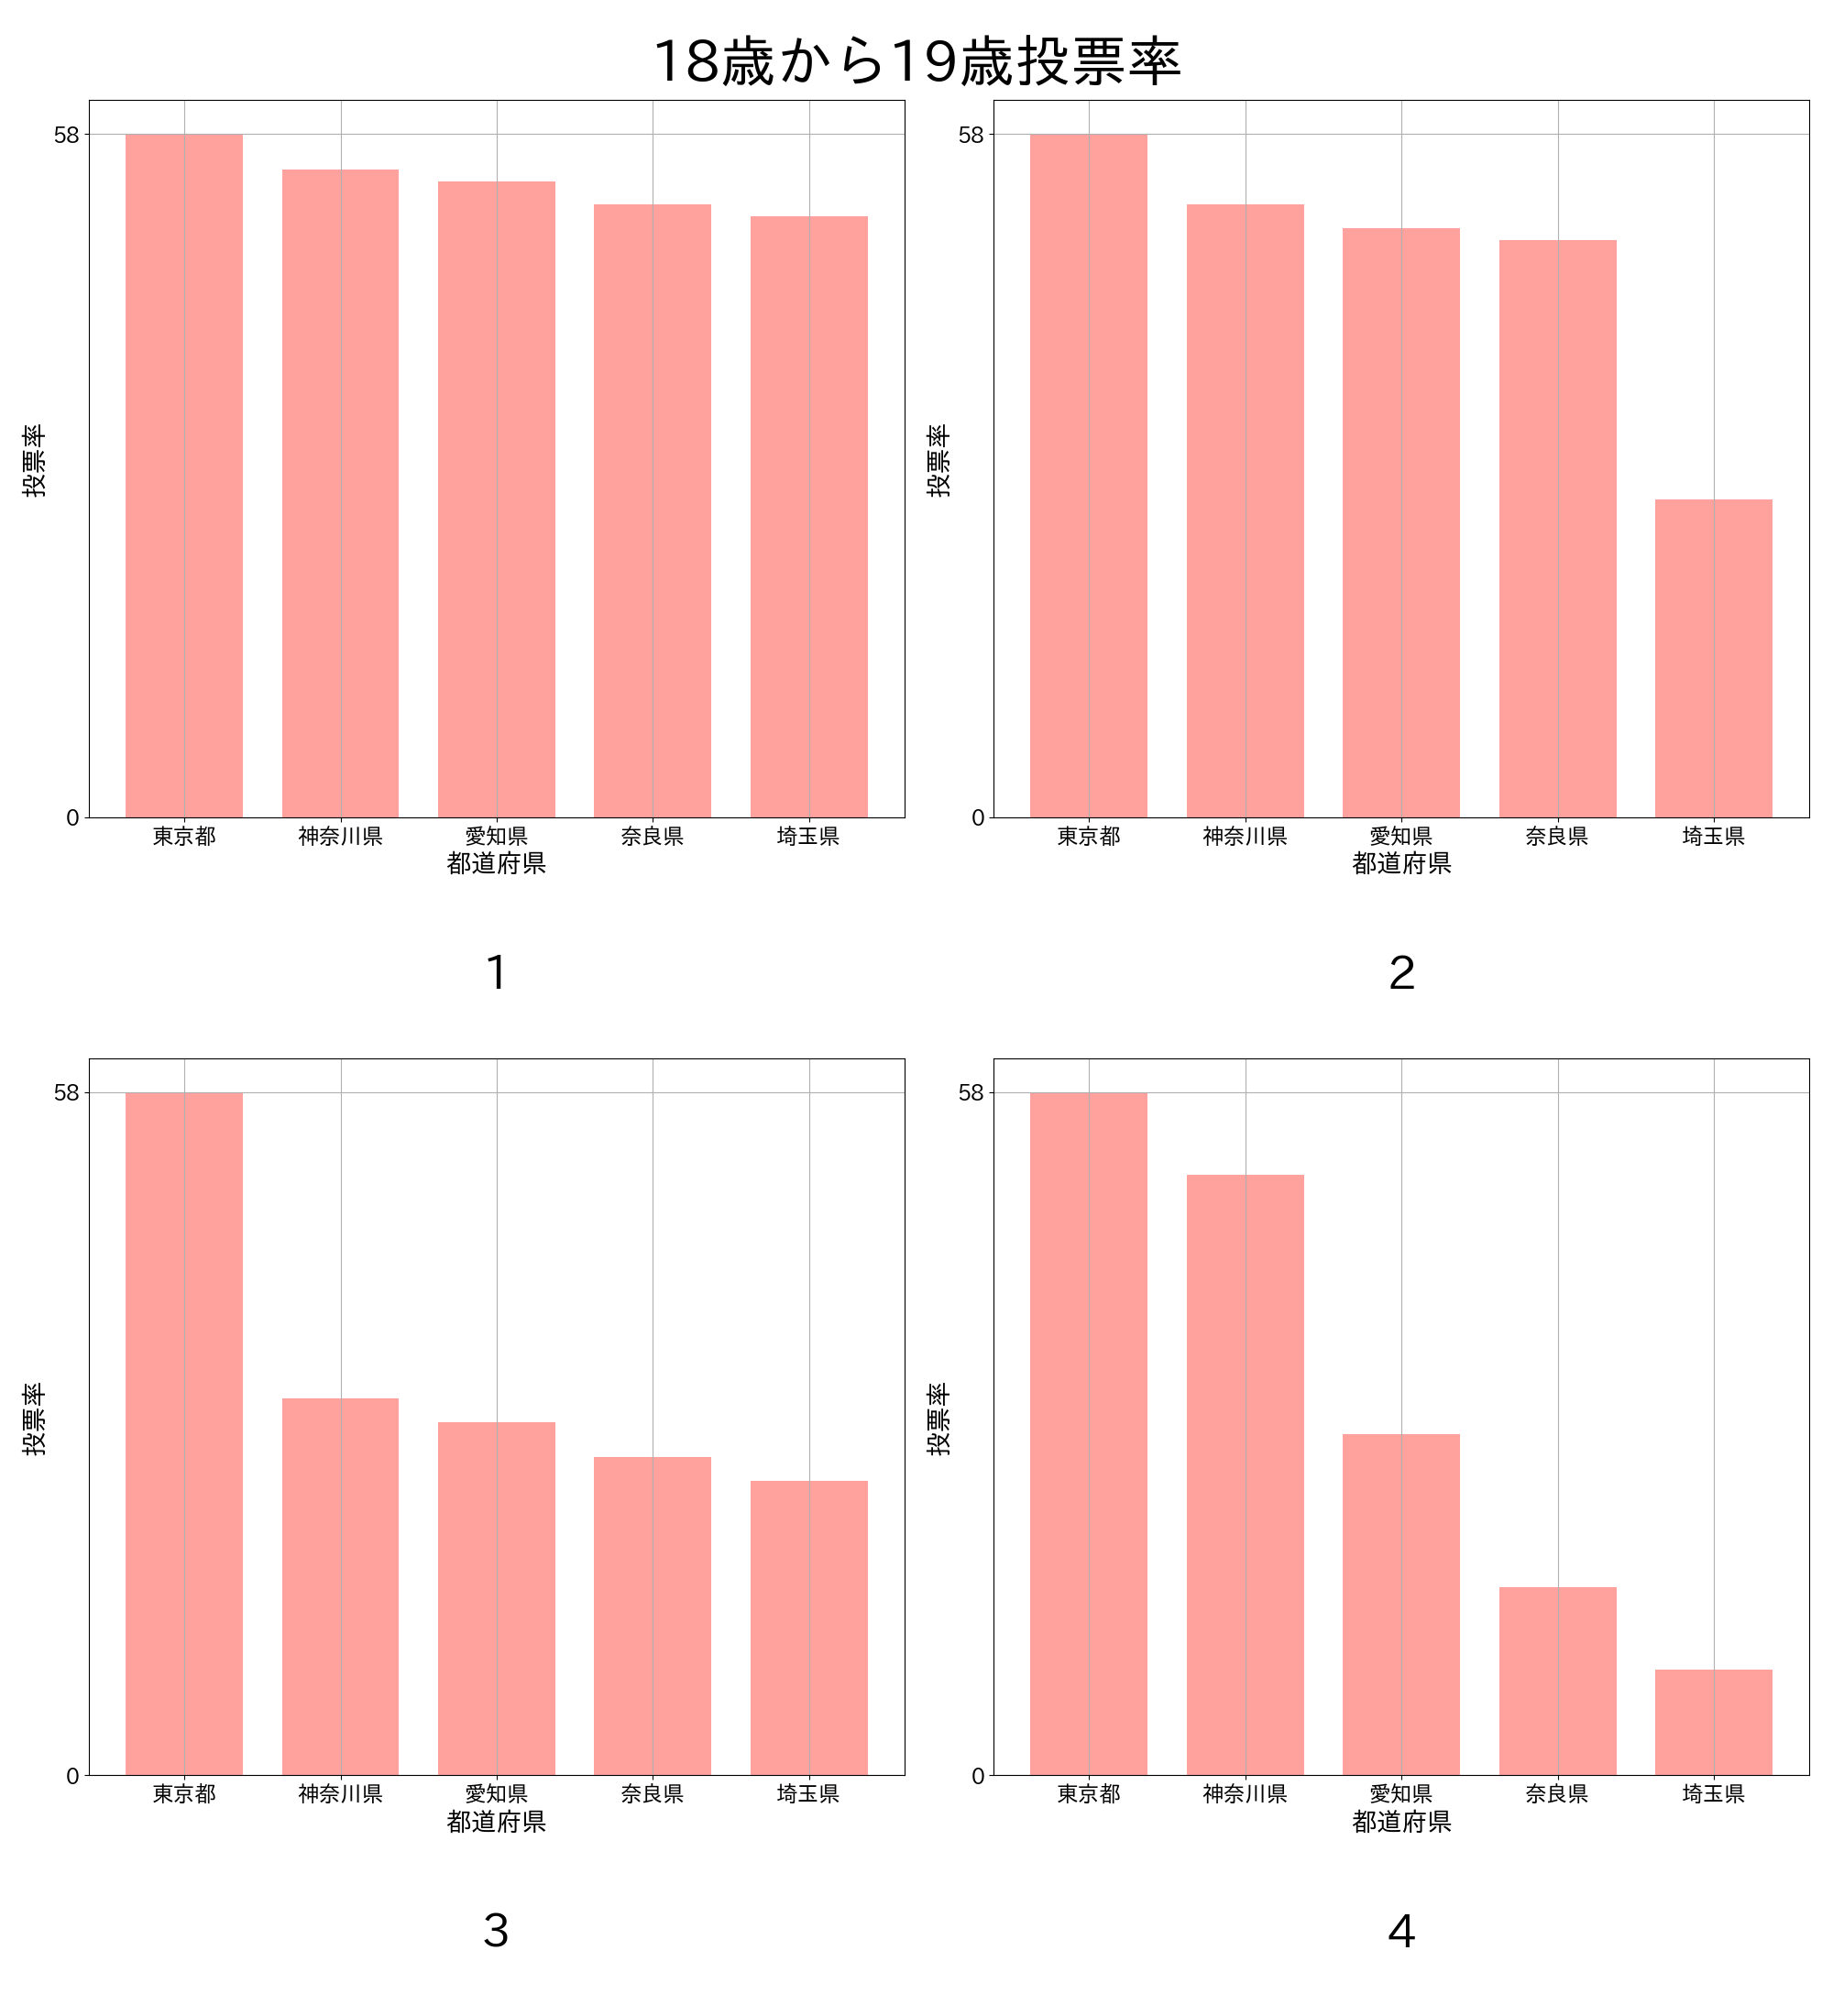 18歳から19歳投票率
58
0
投票率
東京都 神奈川県 愛知県 奈良県 埼玉県
都道府県
1
58
0
投票率
東京都 神奈川県 愛知県 奈良県 埼玉県
都道府県
2
58
0
投票率
東京都 神奈川県 愛知県 奈良県 埼玉県
都道府県
3
58
0
投票率
東京都 神奈川県 愛知県 奈良県 埼玉県
都道府県
4